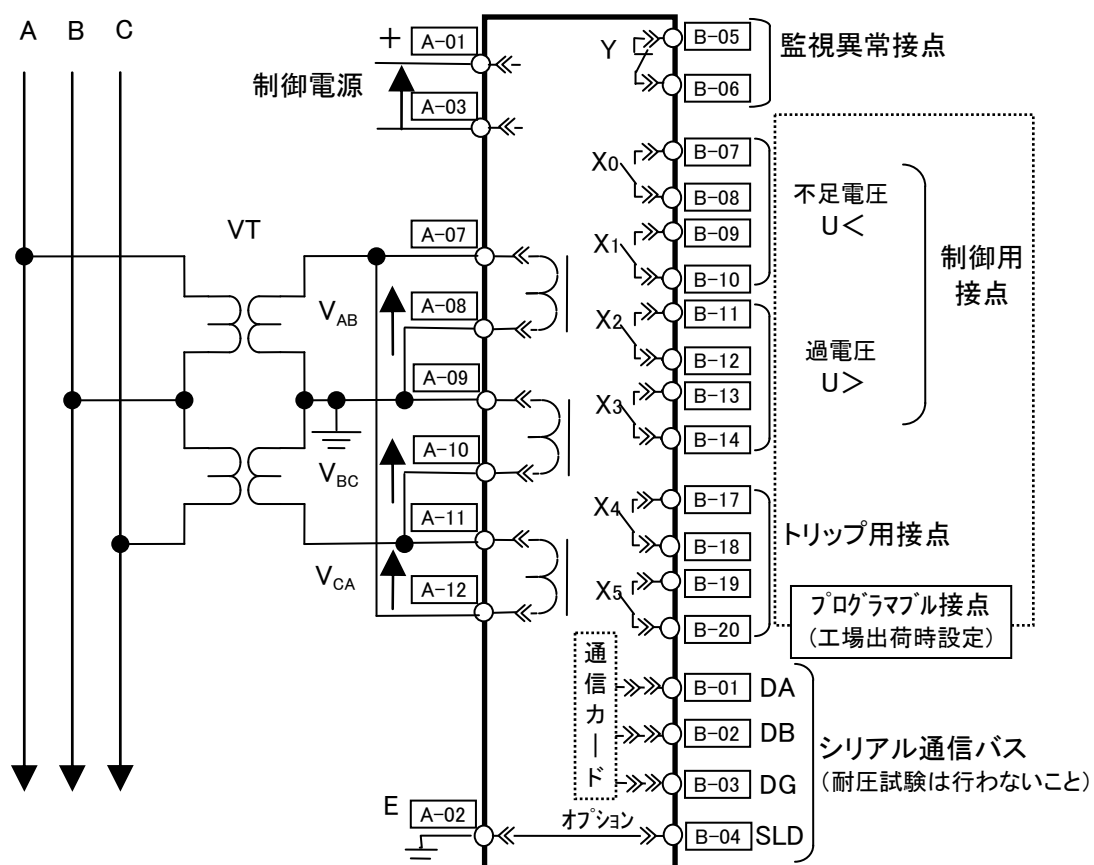 A B C
+ A-01
制御電源
A-03
VT
A-07
VAB
A-08
A-09
VBC
A-10
A-11
VCA
A-12
E A-02
Y
B-05
B-06
監視異常接点
X0
B-07
B-08
X1
B-09
B-10
不足電圧
U<
X2
B-11
B-12
X3
B-13
B-14
過電圧
U>
制御用
接点
X4
B-17
B-18
X5
B-19
B-20
トリップ用接点
プログラマブル接点
(工場出荷時設定)
通信カード
B-01 DA
B-02 DB
B-03 DG
オプション
B-04 SLD
シリアル通信バス
(耐圧試験は行わないこと)